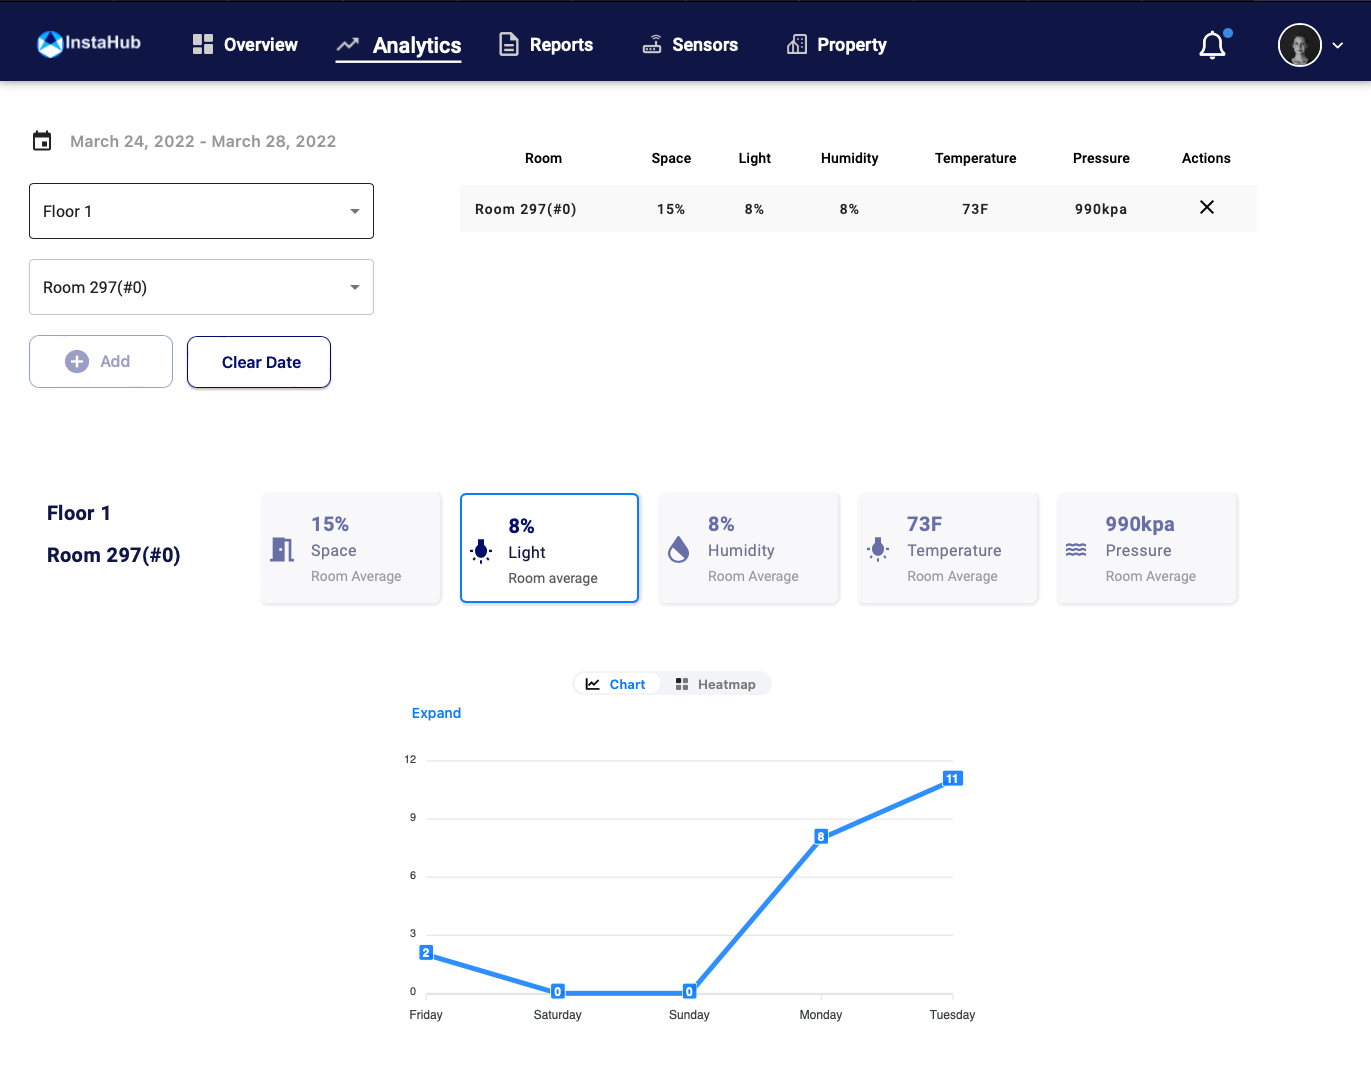 InstaHub
Overview
Analytics
Reports
Sensors
Property
March 24, 2022 - March 28, 2022
Floor 1
Room 297(#0)
Add
Clear Date
Room Space Light Humidity Temperature Pressure Actions
Room 297(#0) 15% 8% 8% 73F 990kpa
Floor 1
Room 297(#0)
15%
Space
Room Average
8%
Light
Room average
8%
Humidity
Room Average
73F
Temperature
Room Average
990kpa
Pressure
Room Average
Chart
Heatmap
Expand
12
9
6
3
0
2
0
0
8
11
Friday
Saturday
Sunday
Monday
Tuesday